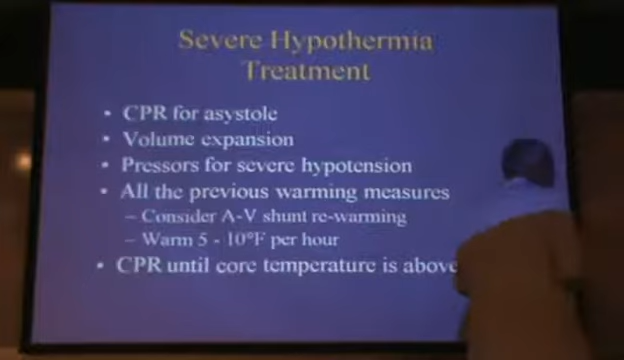 Severe Hypothermia
Treatment
• CPR for asystole
• Volume expansion
• Pressors for severe hypotension
• All the previous warming measures
– Consider A-V shunt re-warming
– Warm 5 - 10°F per hour
• CPR until core temperature is above